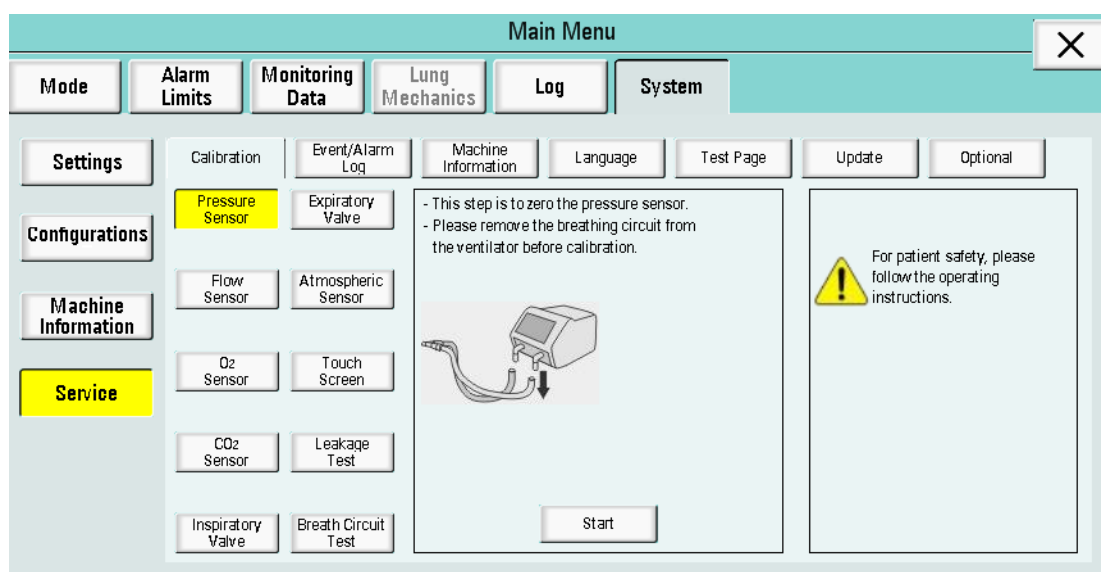 Main Menu
Mode
Alarm
Limits
Monitoring
Data
Lung
Mechanics
Log
System
Settings
Configurations
Machine
Information
Service
Calibration
Event/Alarm
Log
Machine
Information
Language
Test Page
Update
Optional
Pressure
Sensor
Expiratory
Valve
Flow
Sensor
Atmospheric
Sensor
O2
Sensor
Touch
Screen
CO2
Sensor
Leakage
Test
Inspiratory
Valve
Breath Circuit
Test
- This step is to zero the pressure sensor.
- Please remove the breathing circuit from
the ventilator before calibration.
Start
For patient safety, please
follow the operating
instructions.